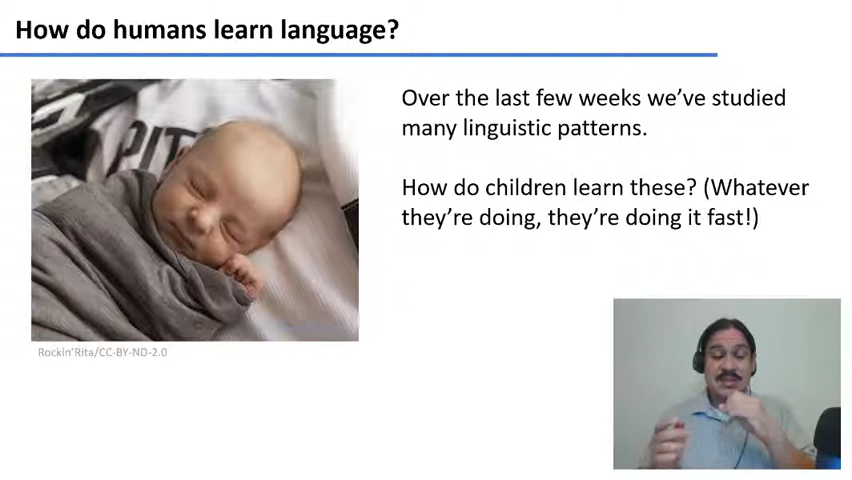 How do humans learn language?
Over the last few weeks we’ve studied
many linguistic patterns.
How do children learn these? (Whatever
they’re doing, they’re doing it fast!)
Rockin’Rita/CC-BY-ND-2.0